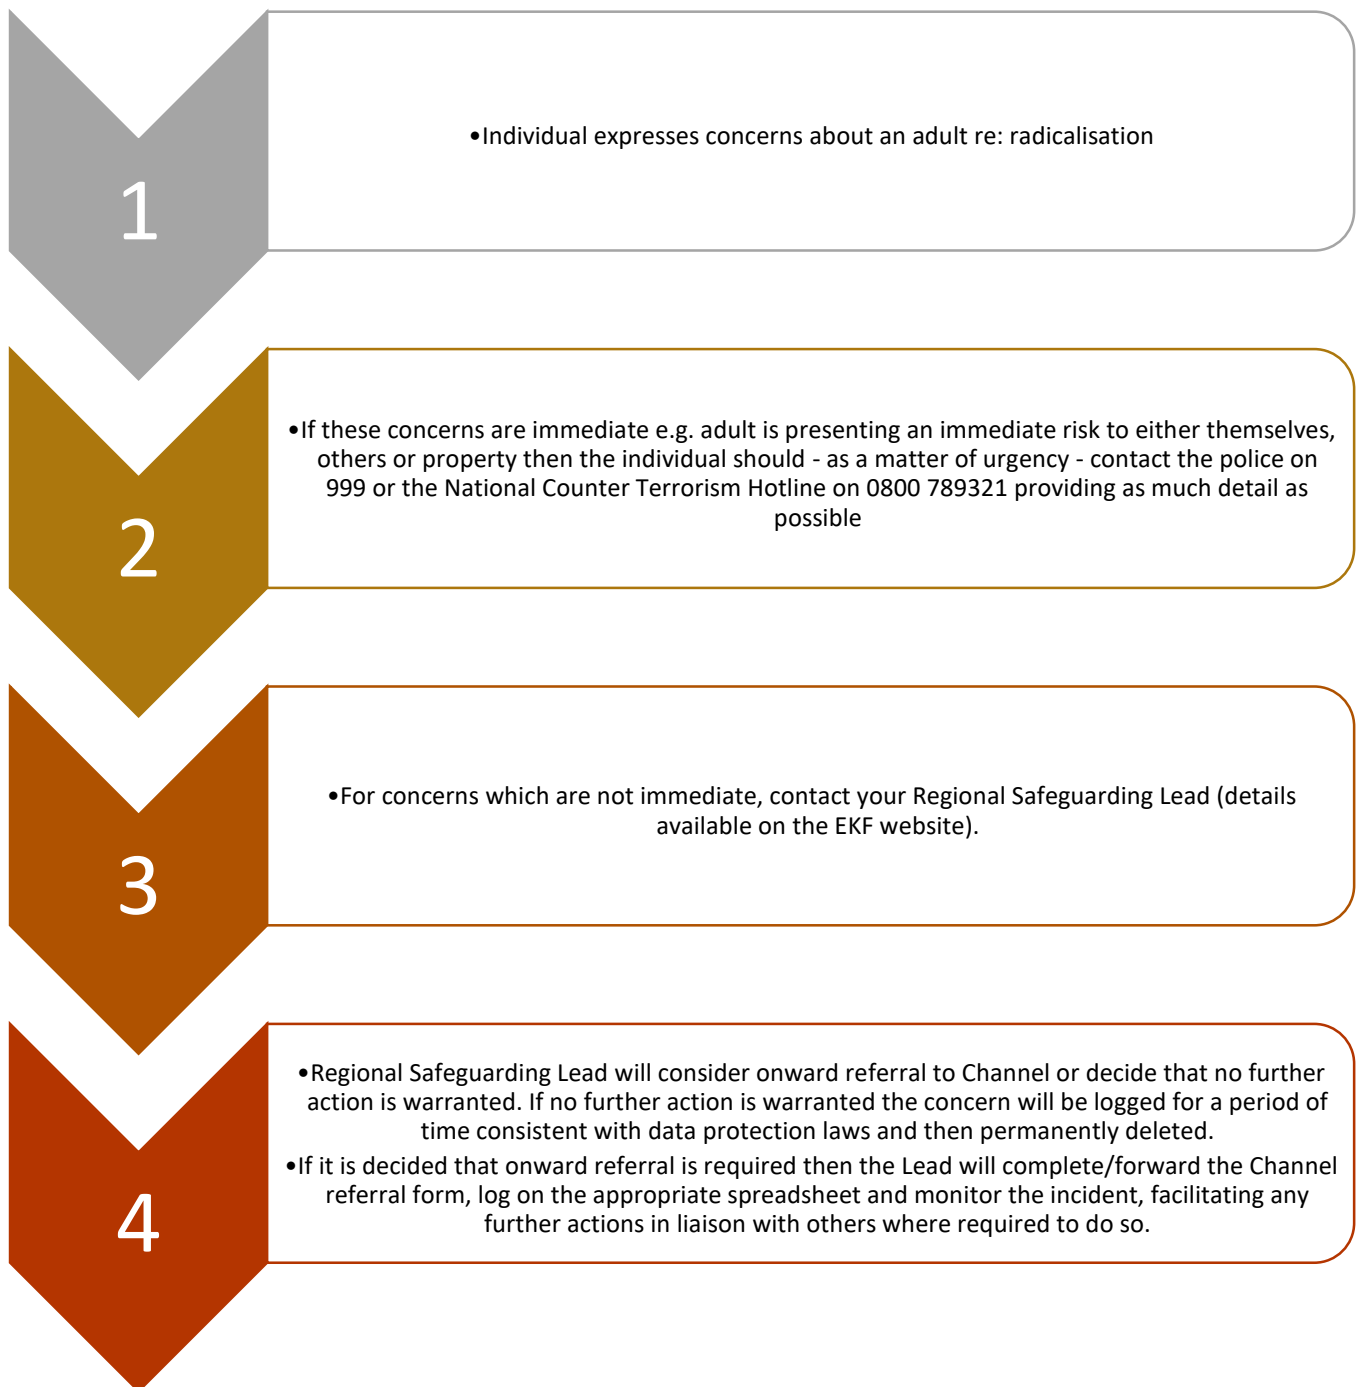 1
•Individual expresses concerns about an adult re: radicalisation
2
•If these concerns are immediate e.g. adult is presenting an immediate risk to either themselves,
others or property then the individual should - as a matter of urgency - contact the police on
999 or the National Counter Terrorism Hotline on 0800 789321 providing as much detail as
possible
3
•For concerns which are not immediate, contact your Regional Safeguarding Lead (details
available on the EKF website).
4
•Regional Safeguarding Lead will consider onward referral to Channel or decide that no further
action is warranted. If no further action is warranted the concern will be logged for a period of
time consistent with data protection laws and then permanently deleted.
•If it is decided that onward referral is required then the Lead will complete/forward the Channel
referral form, log on the appropriate spreadsheet and monitor the incident, facilitating any
further actions in liaison with others where required to do so.